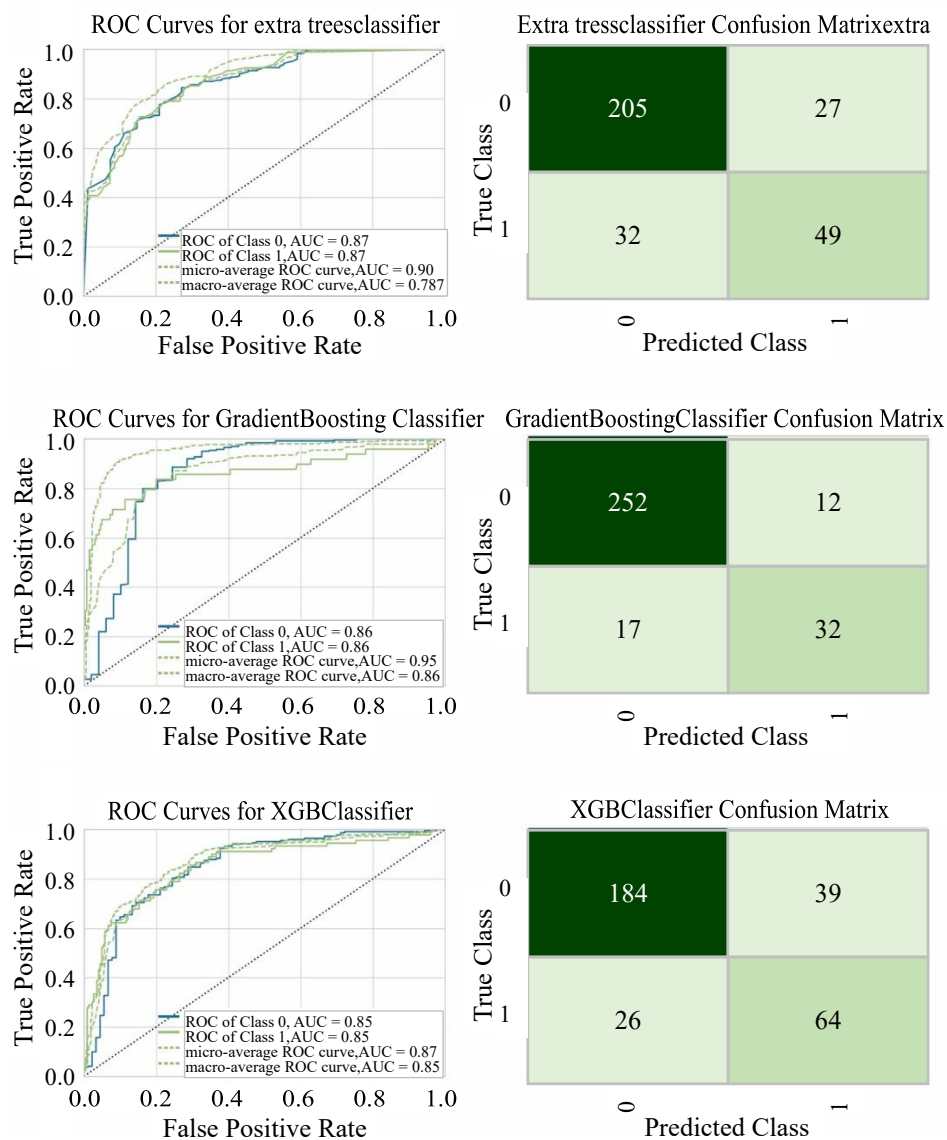 ROC Curves for extra treesclassifier
True Positive Rate
1.0
0.8
0.6
0.4
0.2
0.0
ROC of Class 0, AUC = 0.87
ROC of Class 1,AUC = 0.87
micro-average ROC curve,AUC = 0.90
macro-average ROC curve,AUC = 0.787
0.0 0.2 0.4 0.6 0.8 1.0
False Positive Rate
Extra tressclassifier Confusion Matrixextra
True Class
0
205 27
1
32 49
0 1
Predicted Class
ROC Curves for GradientBoosting Classifier
True Positive Rate
1.0
0.8
0.6
0.4
0.2
0.0
ROC of Class 0, AUC = 0.86
ROC of Class 1,AUC = 0.86
micro-average ROC curve,AUC = 0.95
macro-average ROC curve,AUC = 0.86
0.0 0.2 0.4 0.6 0.8 1.0
False Positive Rate
GradientBoostingClassifier Confusion Matrix
True Class
0
252 12
1
17 32
0 1
Predicted Class
ROC Curves for XGBClassifier
True Positive Rate
1.0
0.8
0.6
0.4
0.2
0.0
ROC of Class 0, AUC = 0.85
ROC of Class 1,AUC = 0.85
micro-average ROC curve,AUC = 0.87
macro-average ROC curve,AUC = 0.85
0.0 0.2 0.4 0.6 0.8 1.0
False Positive Rate
XGBClassifier Confusion Matrix
True Class
0
184 39
1
26 64
0 1
Predicted Class